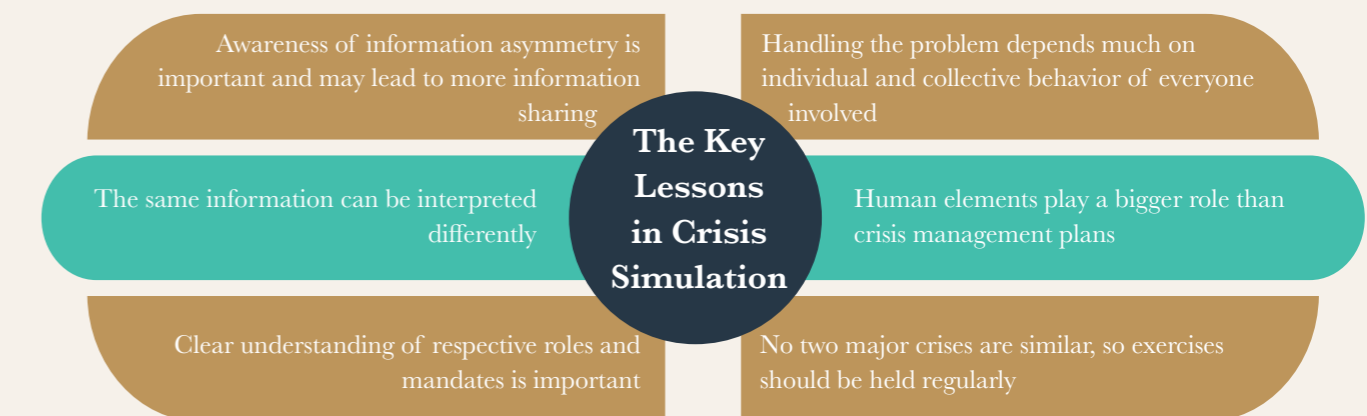 Awareness of information asymmetry is
important and may lead to more information
sharing
Handling the problem depends much on
individual and collective behavior of everyone
involved
The Key
Lessons
in Crisis
Simulation
The same information can be interpreted
differently
Human elements play a bigger role than
crisis management plans
Clear understanding of respective roles and
mandates is important
No two major crises are similar, so exercises
should be held regularly